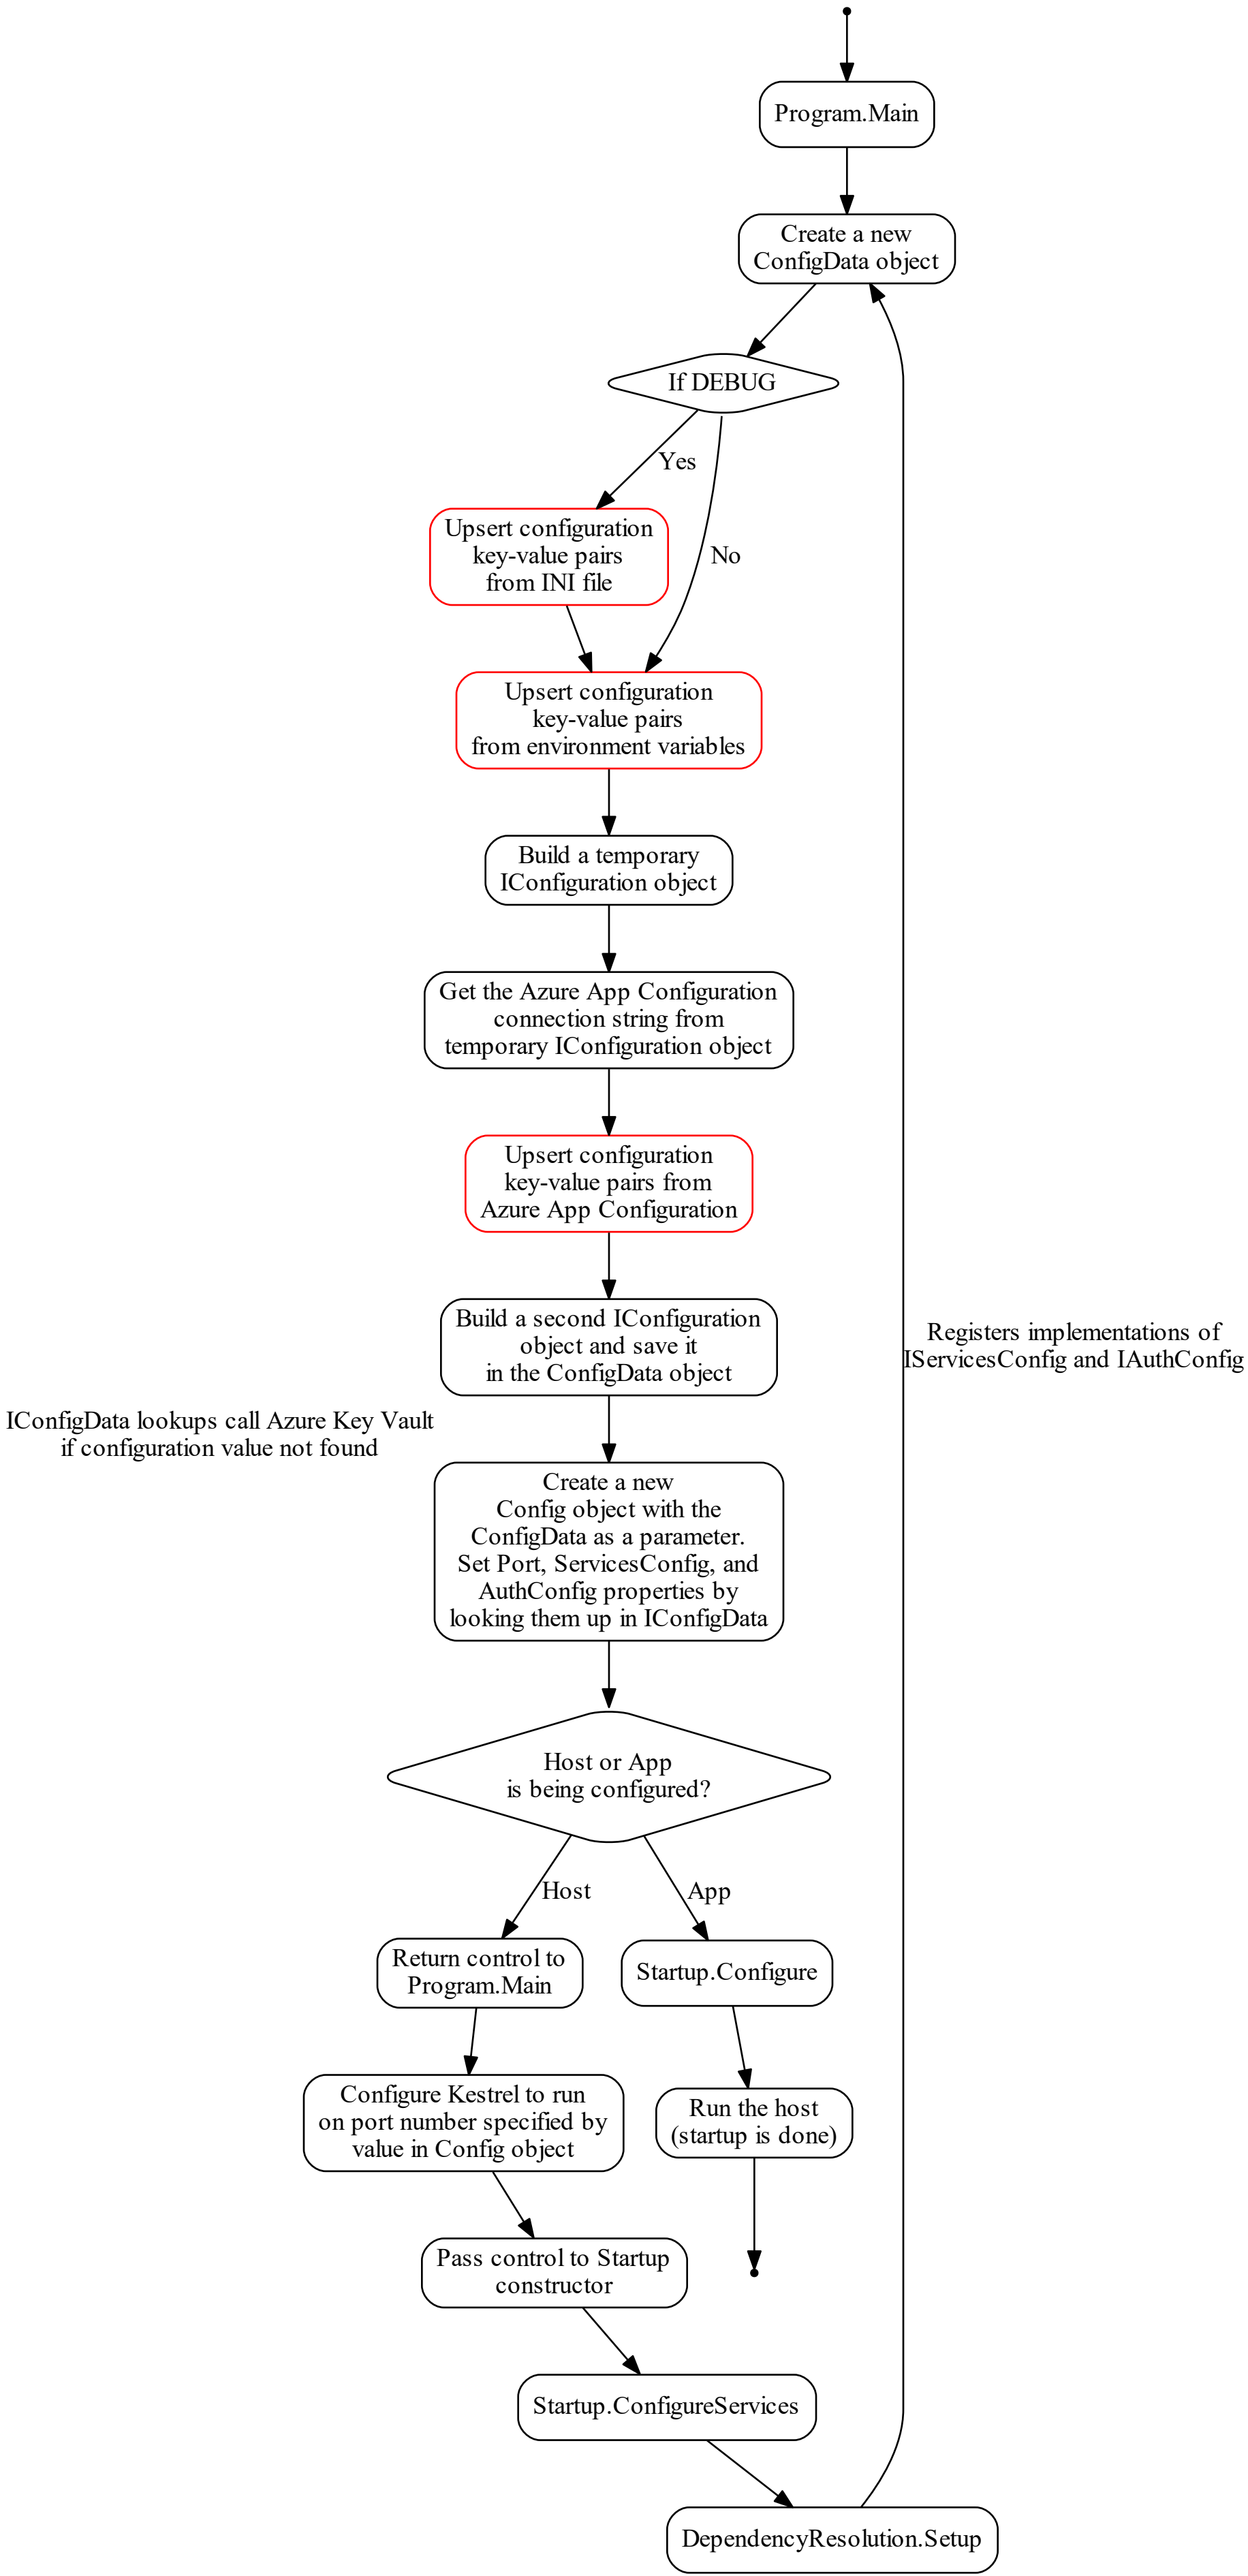 Program.Main
Create a new
ConfigData object
If DEBUG
Yes
Upsert configuration
key-value pairs
from INI file
No
Upsert configuration
key-value pairs
from environment variables
Build a temporary
IConfiguration object
Get the Azure App Configuration
connection string from
temporary IConfiguration object
Upsert configuration
key-value pairs from
Azure App Configuration
Build a second IConfiguration
object and save it
in the ConfigData object
Registers implementations of
IServicesConfig and IAuthConfig
IConfigData lookups call Azure Key Vault
if configuration value not found
Create a new
Config object with the
ConfigData as a parameter.
Set Port, ServicesConfig, and
AuthConfig properties by
looking them up in IConfigData
Host or App
is being configured?
Host
App
Return control to
Program.Main
Startup.Configure
Configure Kestrel to run
on port number specified by
value in Config object
Run the host
(startup is done)
Pass control to Startup
constructor
Startup.ConfigureServices
DependencyResolution.Setup